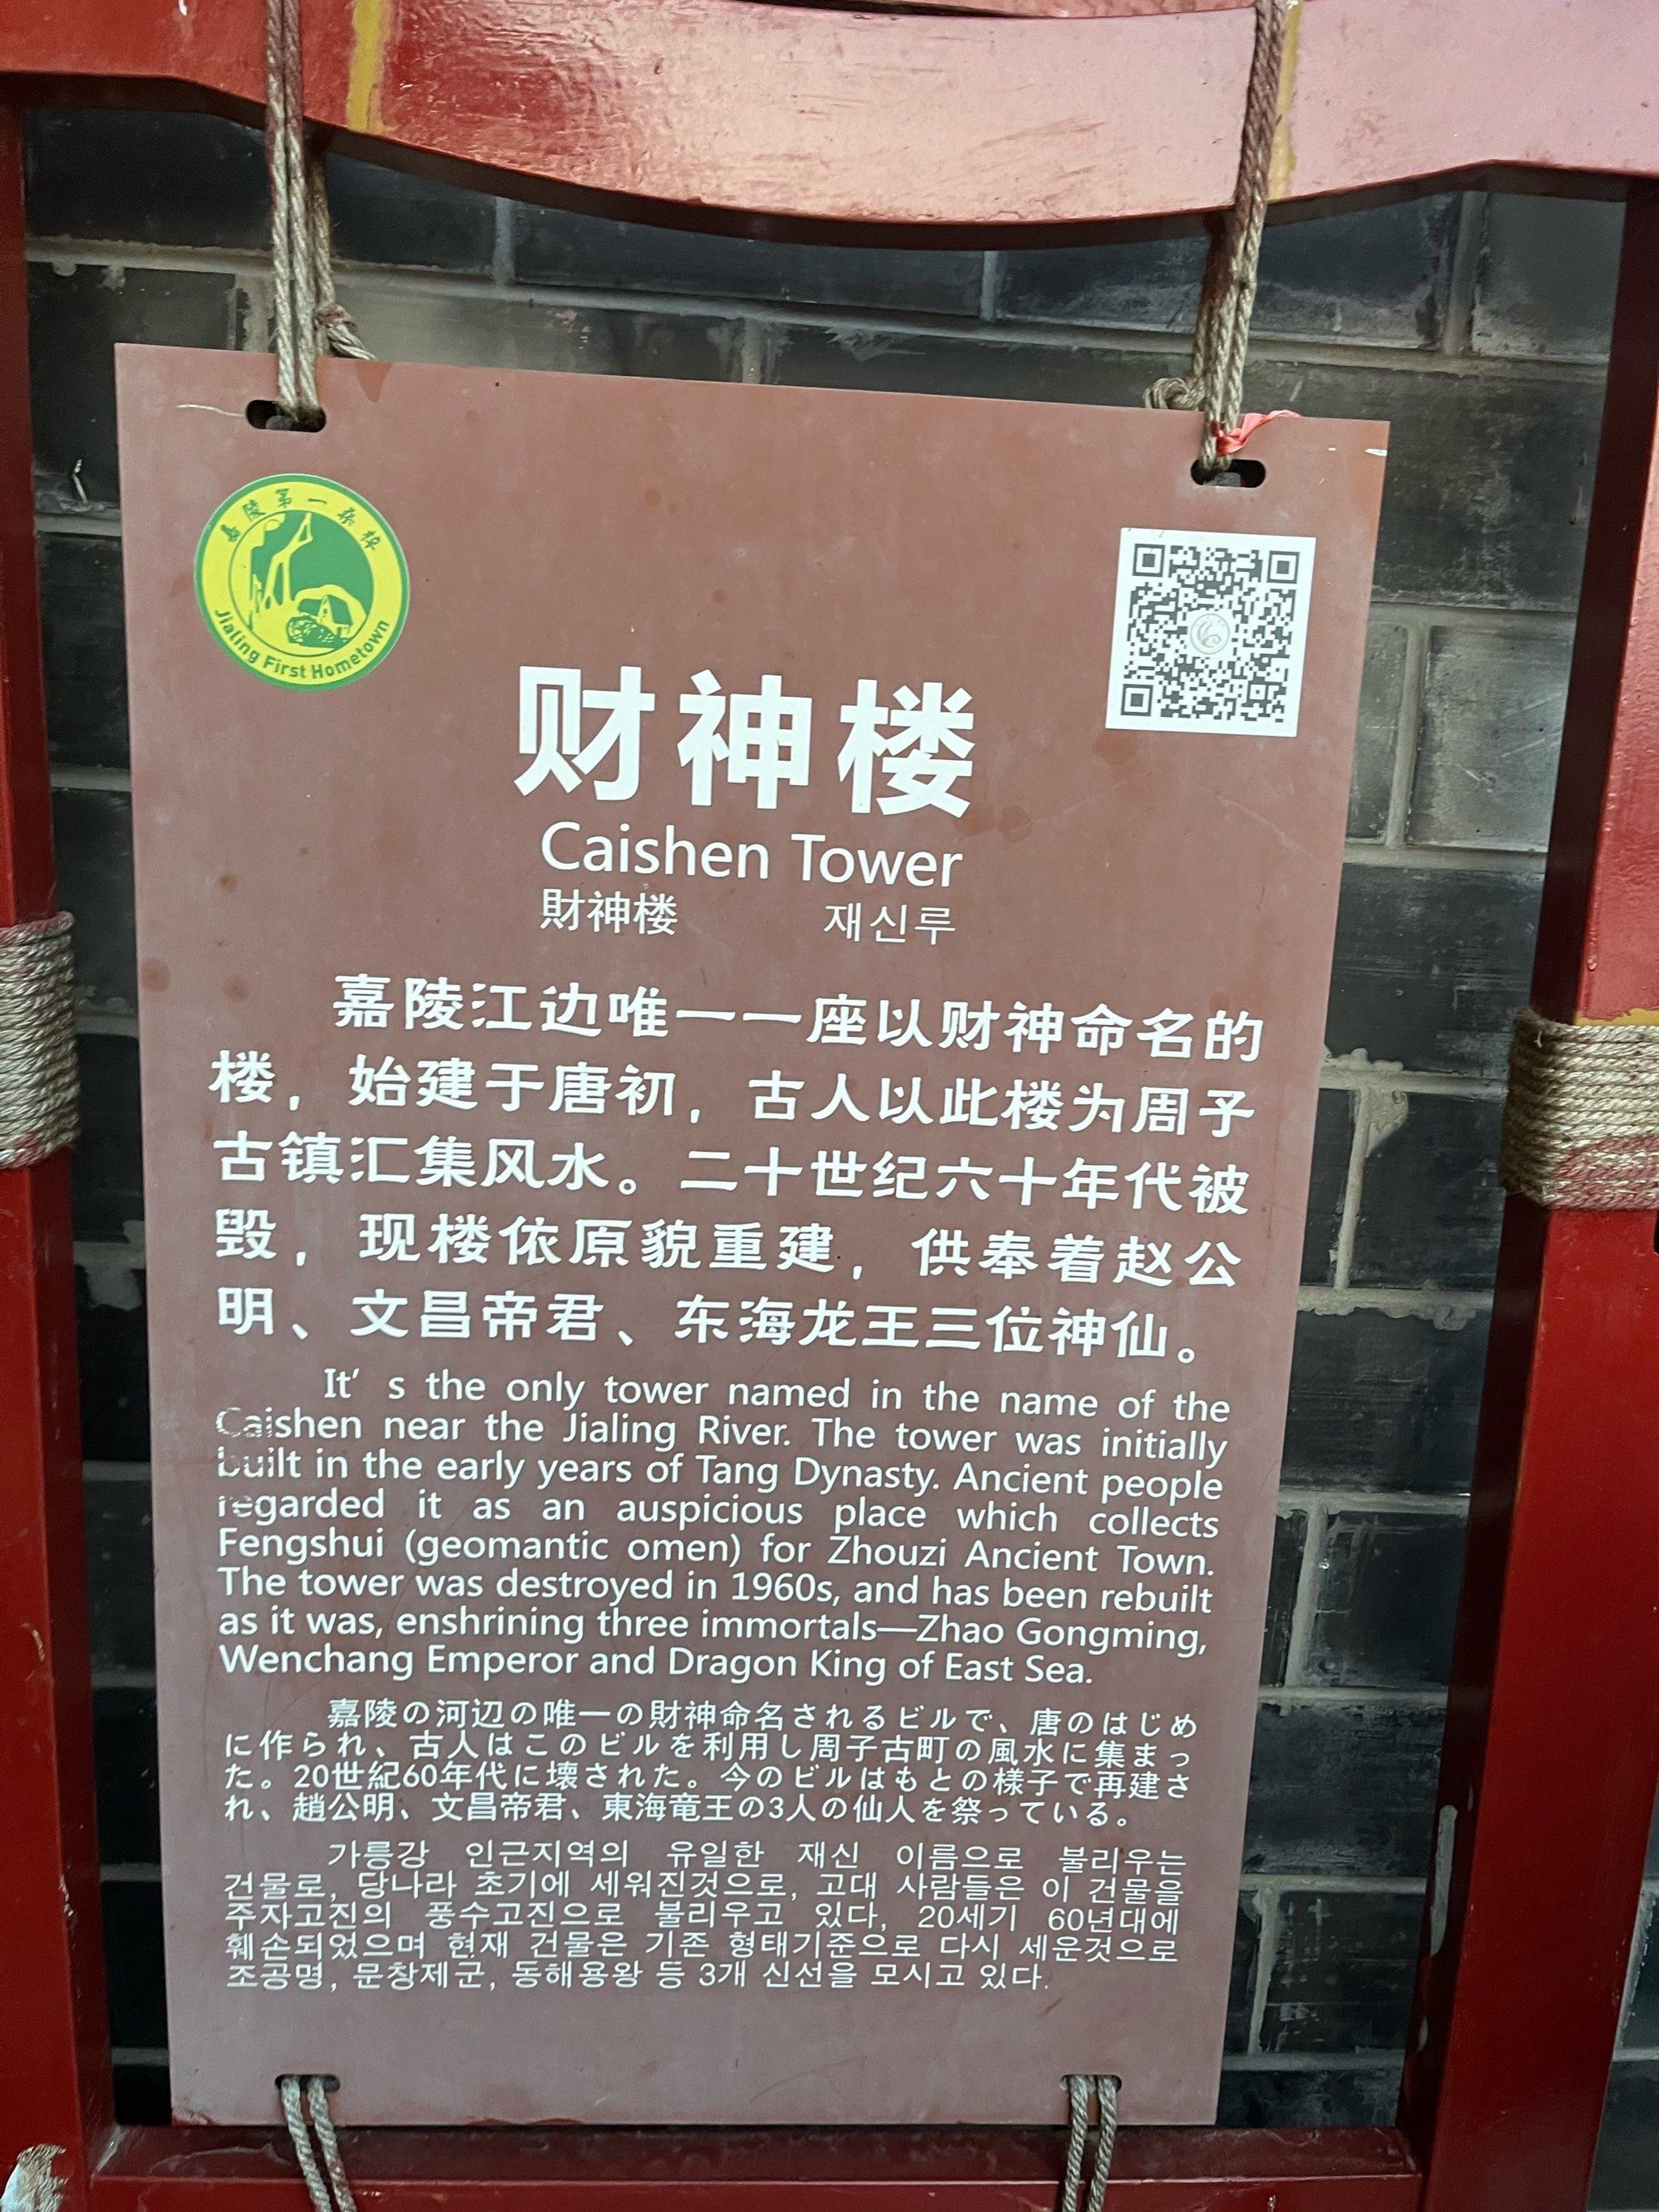 嘉陵第一桑梓
Jialing First Hometown
财神楼
Caishen Tower
財神楼 재신루
嘉陵江边唯一一座以财神命名的
楼，始建于唐初，古人以此楼为周子
古镇汇集风水。二十世纪六十年代被
毁，现楼依原貌重建，供奉着赵公
明、文昌帝君、东海龙王三位神仙。
It's the only tower named in the name of the
Caishen near the Jialing River. The tower was initially
built in the early years of Tang Dynasty. Ancient people
regarded it as an auspicious place which collects
Fengshui (geomantic omen) for Zhouzi Ancient Town.
The tower was destroyed in 1960s, and has been rebuilt
as it was, enshrining three immortals—Zhao Gongming,
Wenchang Emperor and Dragon King of East Sea.
嘉陵の河辺の唯一の財神命名されるビルで、唐のはじめ
に作られ、古人はこのビルを利用し周子古町の風水に集まっ
た。20世紀60年代に壊された。今のビルはもとの様子で再建さ
れ、趙公明、文昌帝君、東海竜王の3人の仙人を祭っている。
가릉강 인근지역의 유일한 재신 이름으로 불리우는
건물로, 당나라 초기에 세워진것으로, 고대 사람들은 이 건물을
주자고진의 풍수고진으로 불리우고 있다, 20세기 60년대에
훼손되었으며 현재 건물은 기존 형태기준으로 다시 세운것으로
조공명, 문창제군, 동해용왕 등 3개 신선을 모시고 있다.